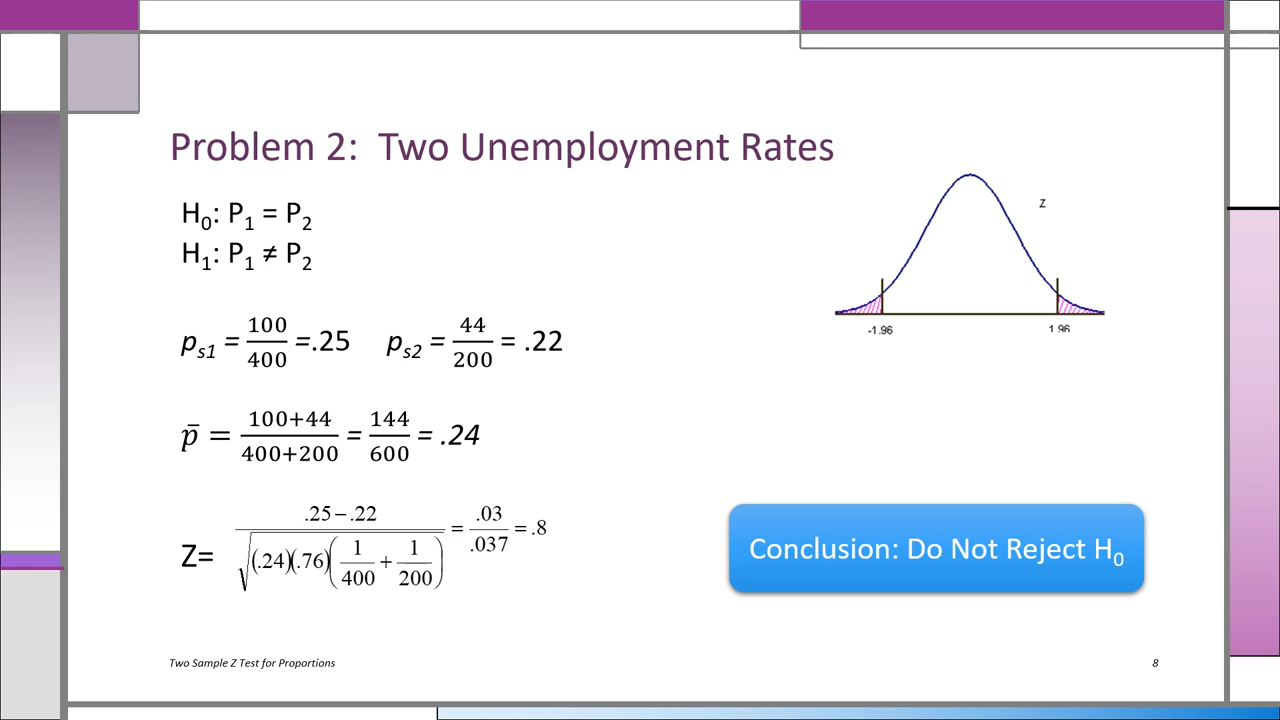 Problem 2:  Two Unemployment Rates
H₀: P₁ = P₂
H₁: P₁ ≠ P₂
z
-1.96 1.96
pₛ₁ = 100/400 =.25 pₛ₂ = 44/200 = .22
p̄ = 100+44/400+200 = 144/600 = .24
Z= .25−.22/√(.24)(.76)(1/400 + 1/200) = .03/.037 = .8
Conclusion: Do Not Reject H₀
Two Sample Z Test for Proportions
8